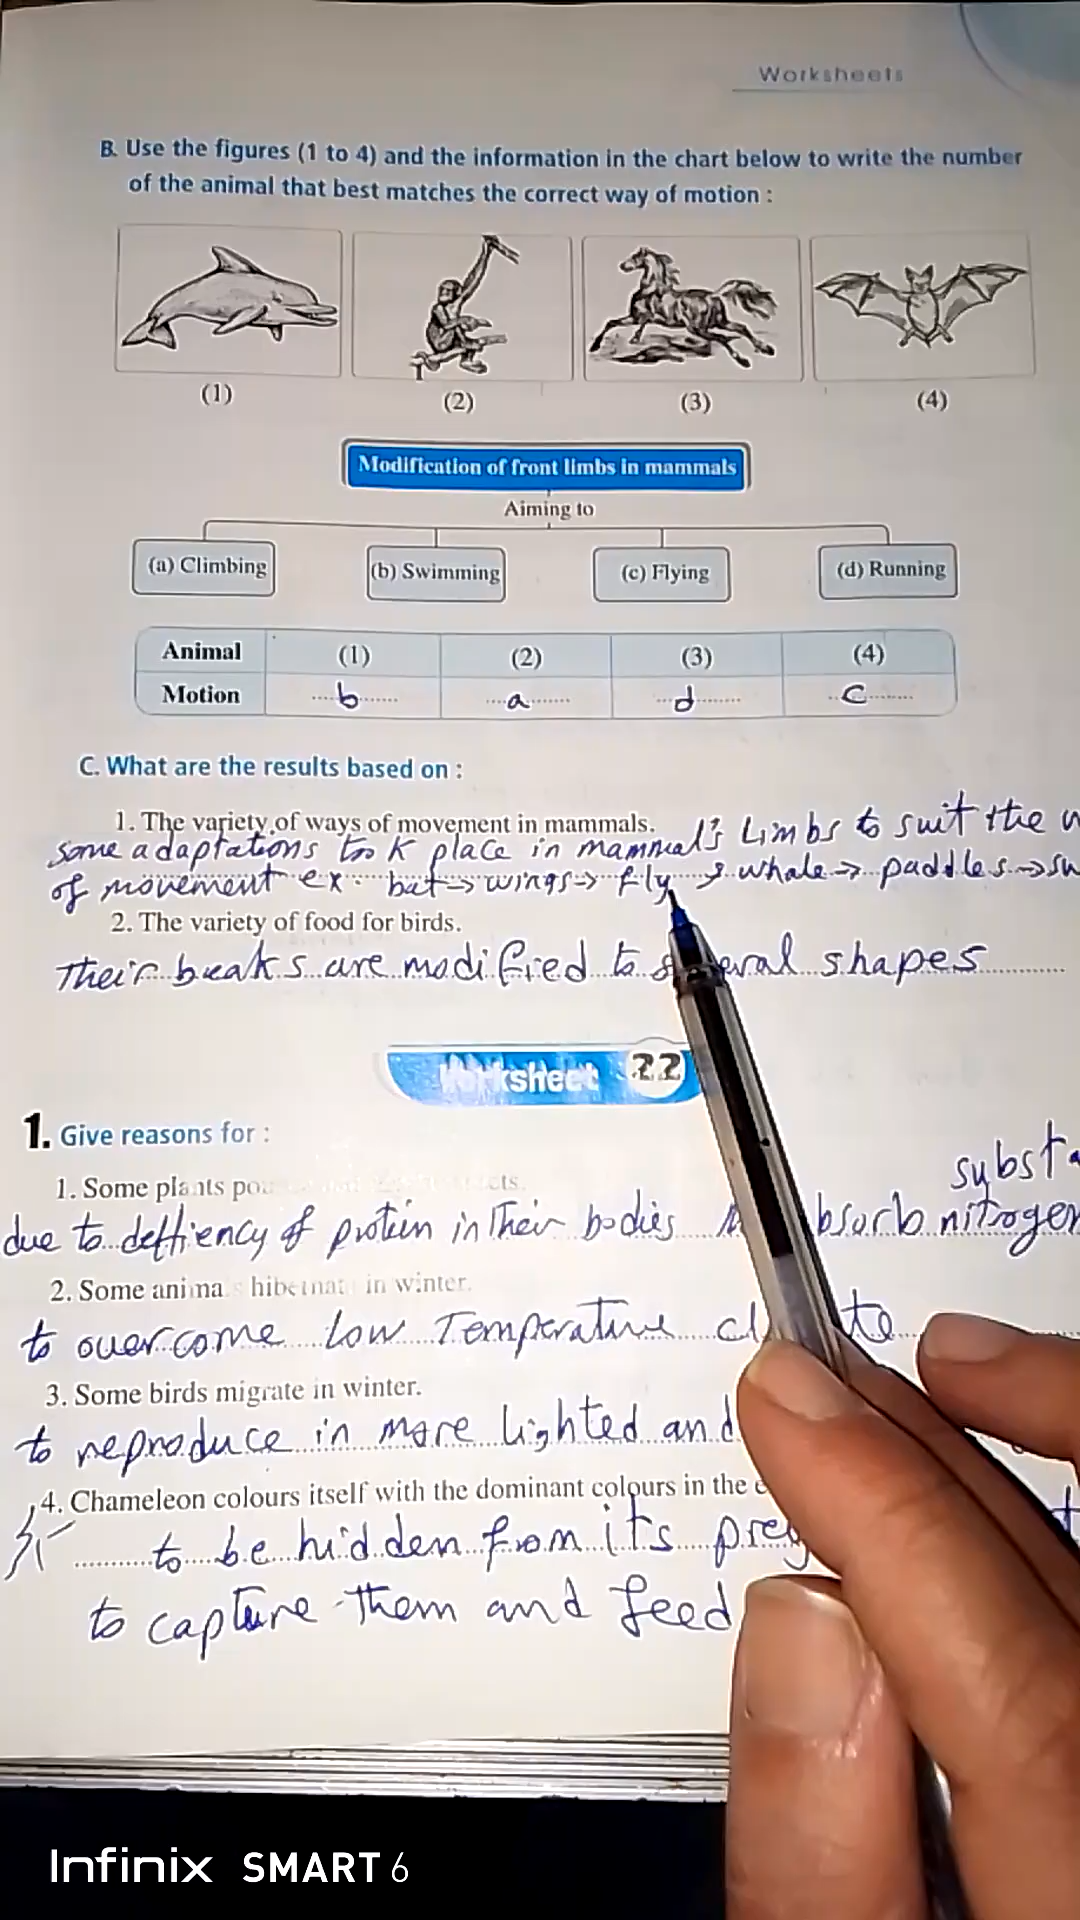 Worksheets
B. Use the figures (1 to 4) and the information in the chart below to write the number
of the animal that best matches the correct way of motion :
(1)
(2)
(3)
(4)
Modification of front limbs in mammals
Aiming to
(a) Climbing
(b) Swimming
(c) Flying
(d) Running
Animal (1) (2) (3) (4)
Motion b a d c
C. What are the results based on :
1. The variety of ways of movement in mammals.
some adaptations took place in mammal's Limbs to suit the
of movement ex. bat → wings → fly , whale → paddles →
2. The variety of food for birds.
Their beaks are modified to several shapes
Worksheet 22
1. Give reasons for :
1. Some plants
due to deffiency of protein in Their bodies nitrogen
2. Some animals hibernate in winter.
to overcome Low Temperature
3. Some birds migrate in winter.
to reproduce in more lighted and
4. Chameleon colours itself with the dominant colours in the
to be hidden from its
to capture them and feed
Infinix SMART 6